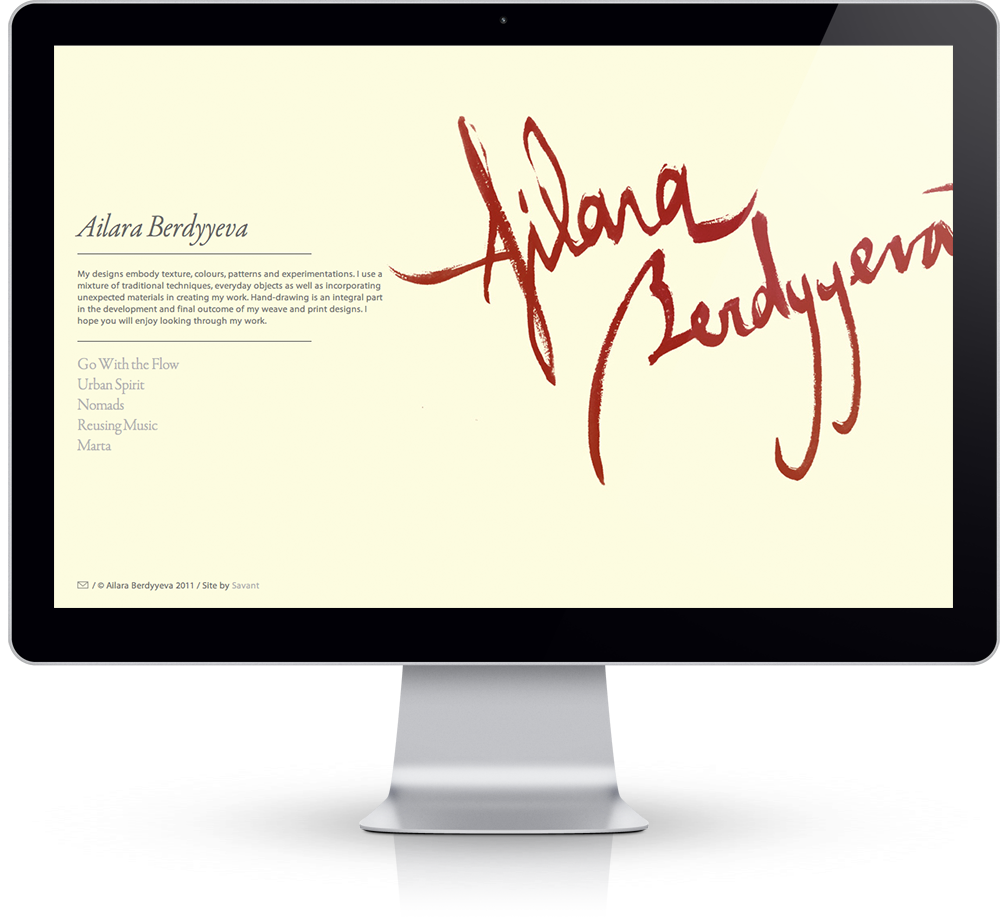 Ailara Berdyyeva
My designs embody texture, colours, patterns and experimentations. I use a
mixture of traditional techniques, everyday objects as well as incorporating
unexpected materials in creating my work. Hand-drawing is an integral part
in the development and final outcome of my weave and print designs. I
hope you will enjoy looking through my work.
Go With the Flow
Urban Spirit
Nomads
Reusing Music
Marta
/ © Ailara Berdyyeva 2011 / Site by Savant
Ailara
Berdyyeva